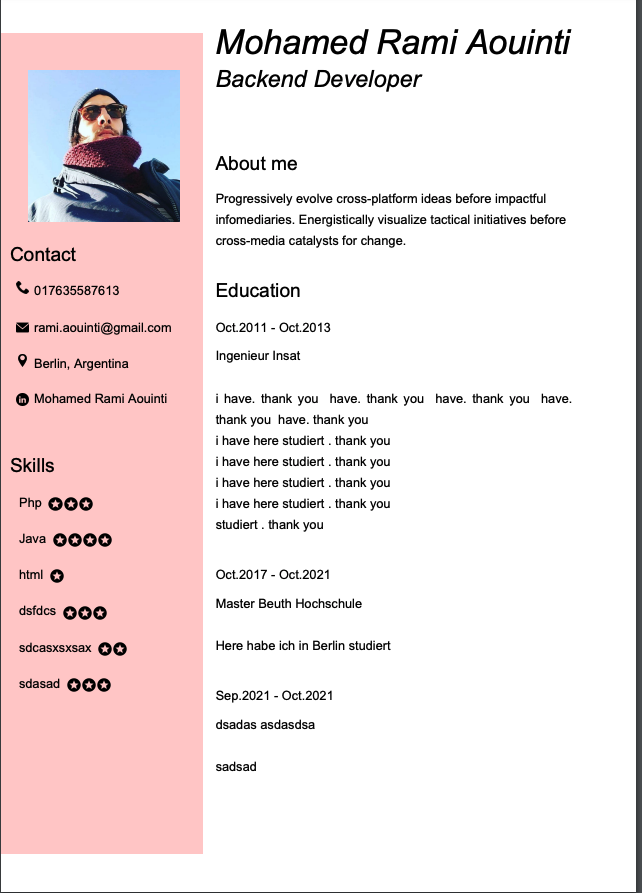 Mohamed Rami Aouinti
Backend Developer
Contact
017635587613
rami.aouinti@gmail.com
Berlin, Argentina
in Mohamed Rami Aouinti
Skills
Php
Java
html
dsfdcs
sdcasxsxsax
sdasad
About me
Progressively evolve cross-platform ideas before impactful
infomediaries. Energistically visualize tactical initiatives before
cross-media catalysts for change.
Education
Oct.2011 - Oct.2013
Ingenieur Insat
i have. thank you have. thank you have. thank you have.
thank you have. thank you
i have here studiert . thank you
i have here studiert . thank you
i have here studiert . thank you
i have here studiert . thank you
studiert . thank you
Oct.2017 - Oct.2021
Master Beuth Hochschule
Here habe ich in Berlin studiert
Sep.2021 - Oct.2021
dsadas asdasdsa
sadsad